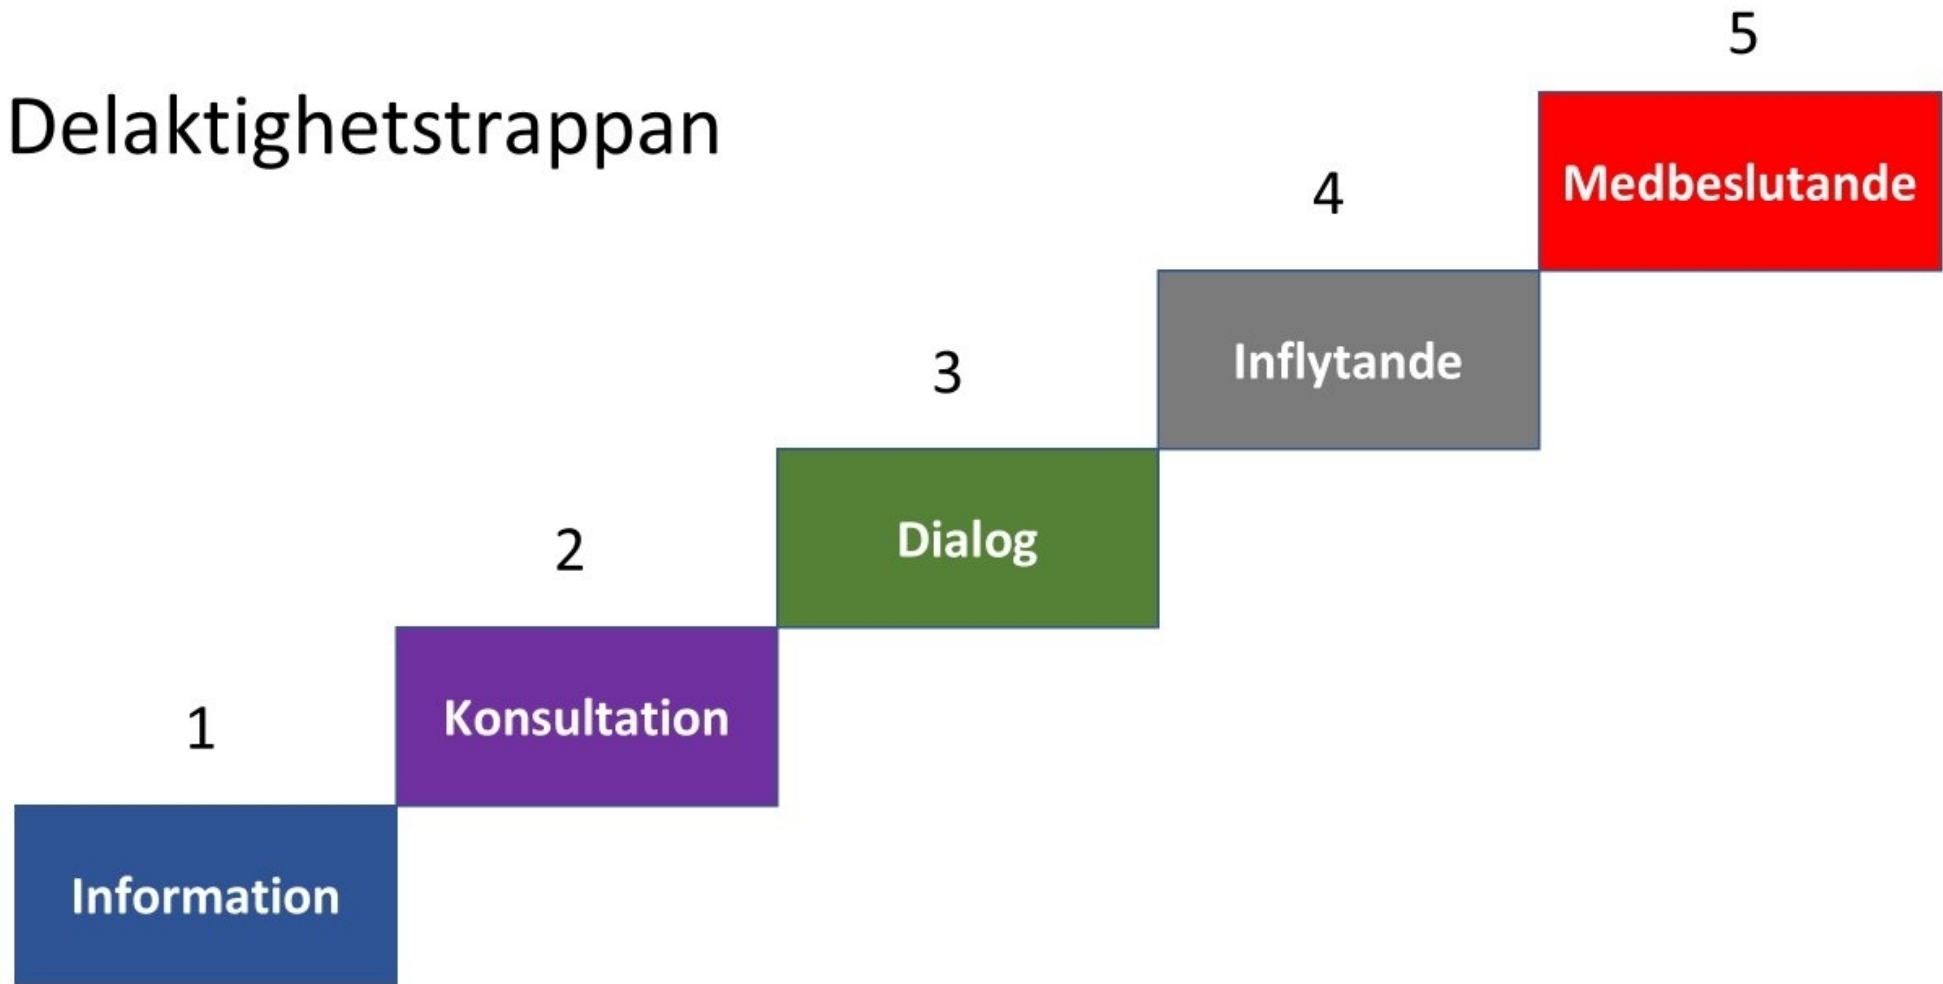 Delaktighetstrappan
1
Information
2
Konsultation
3
Dialog
4
Inflytande
5
Medbeslutande